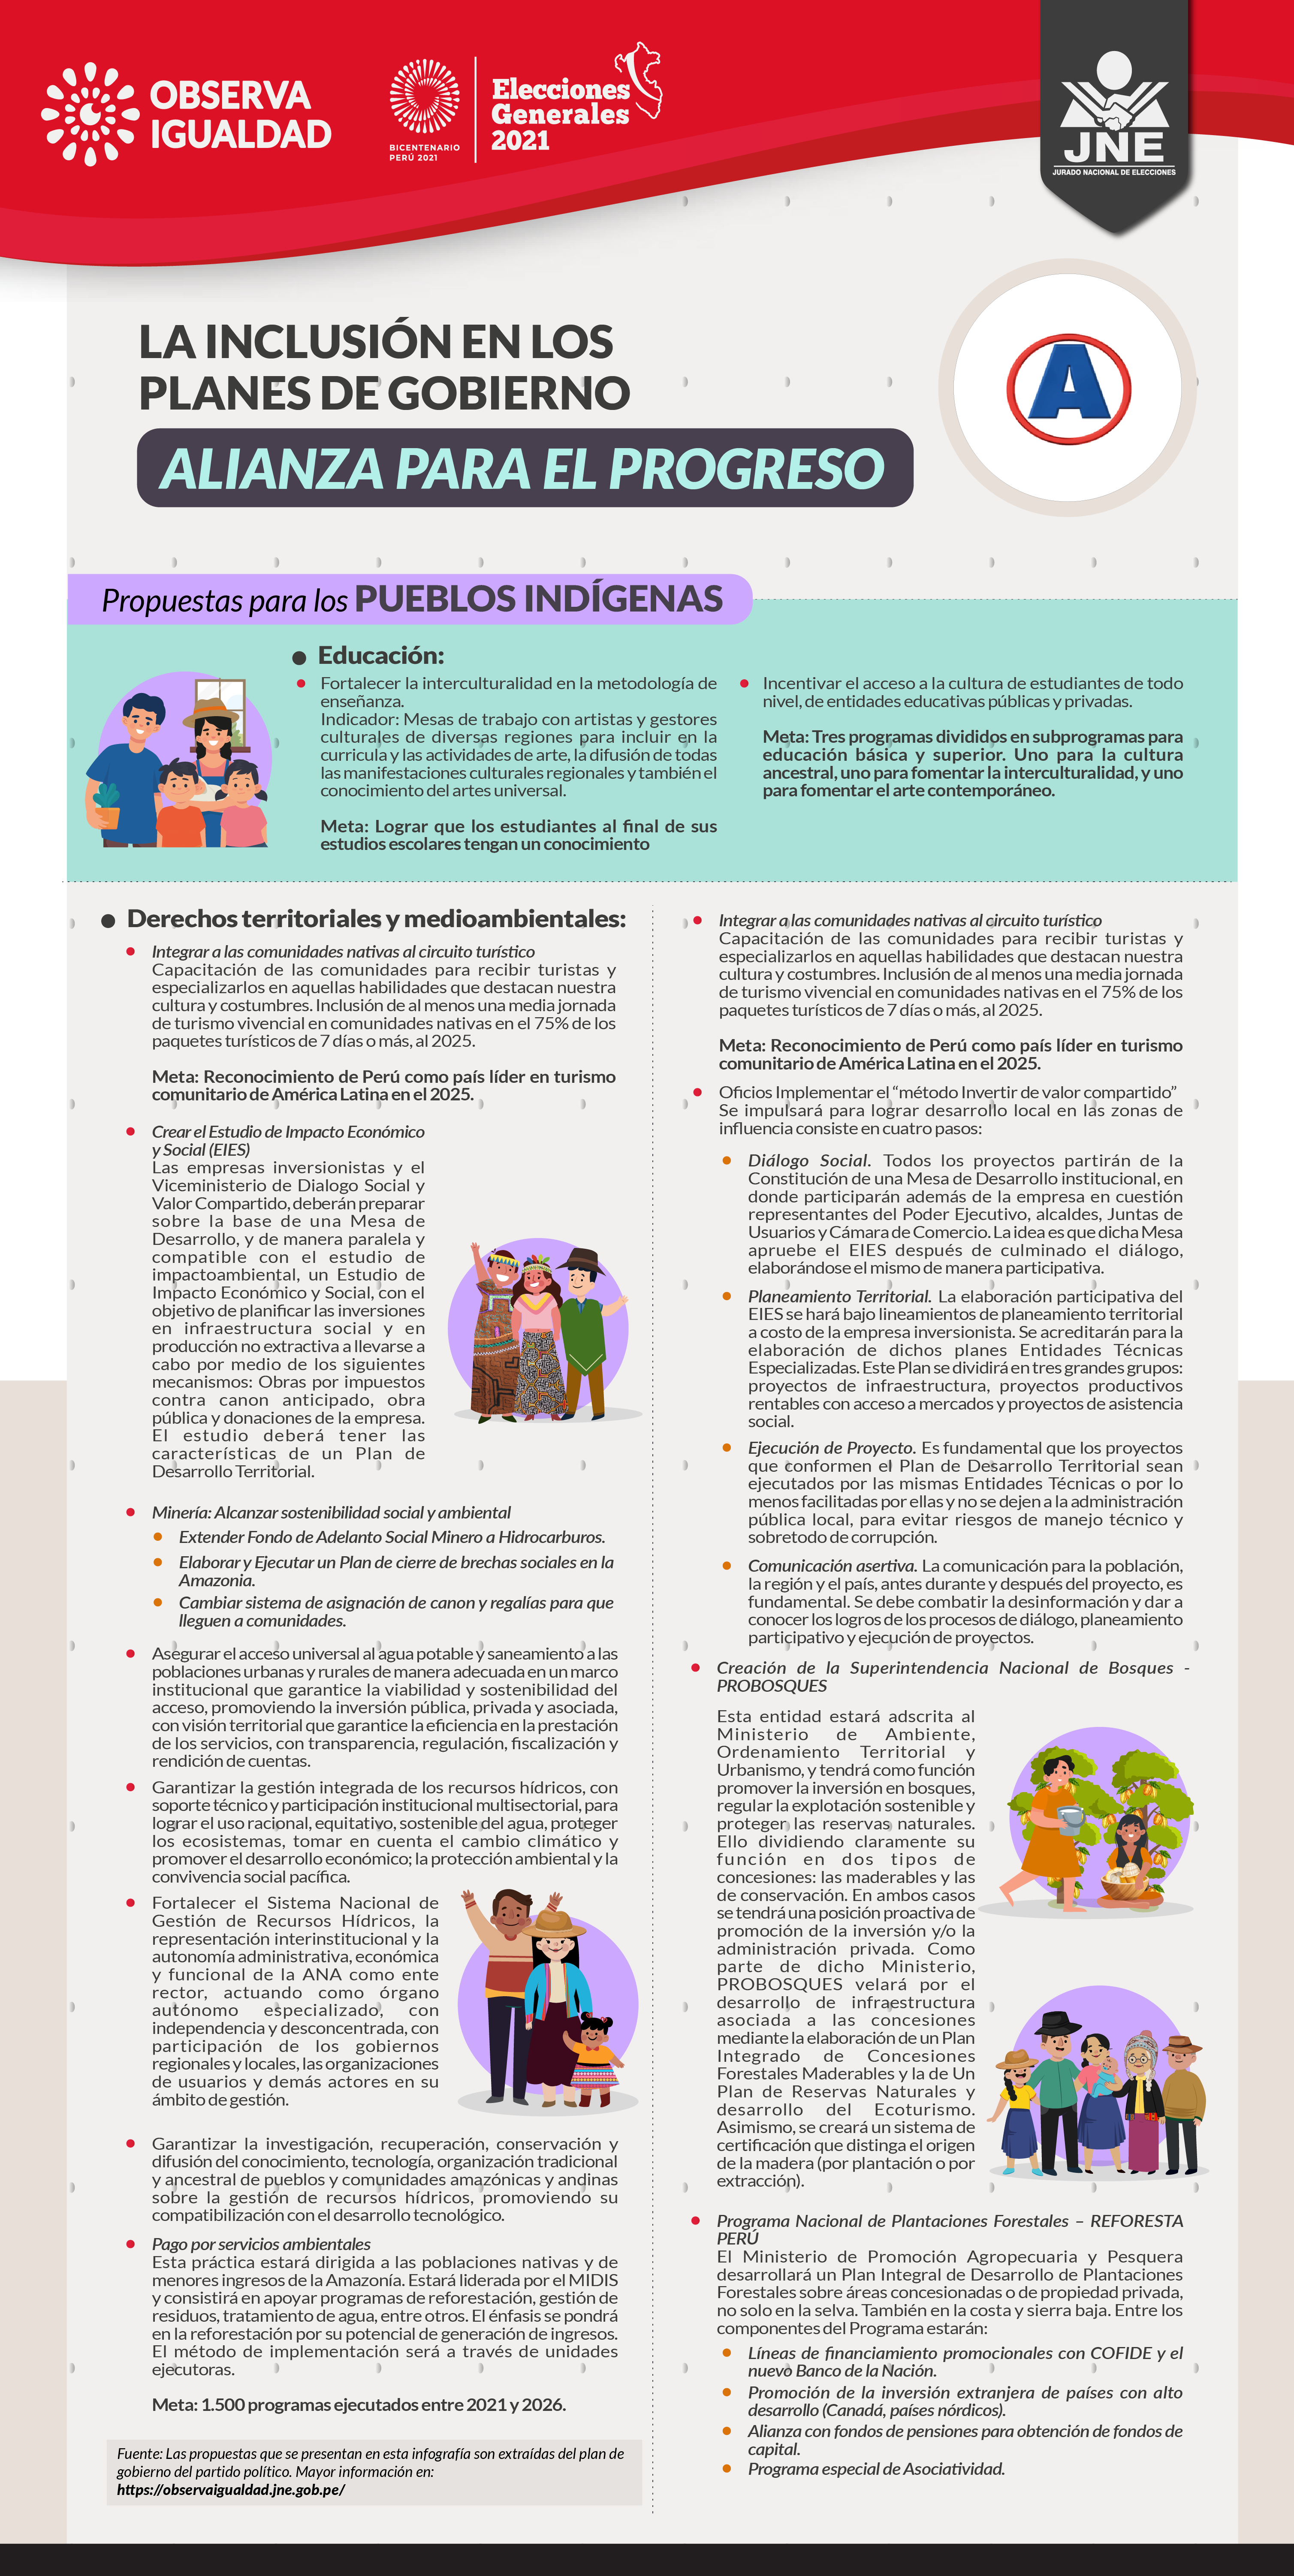 OBSERVA
IGUALDAD
BICENTENARIO
PERÚ 2021
Elecciones
Generales
2021
JNE
JURADO NACIONAL DE ELECCIONES
LA INCLUSIÓN EN LOS
PLANES DE GOBIERNO
ALIANZA PARA EL PROGRESO
A
Propuestas para los PUEBLOS INDÍGENAS
Educación:
Fortalecer la interculturalidad en la metodología de
enseñanza.
Indicador: Mesas de trabajo con artistas y gestores
culturales de diversas regiones para incluir en la
curricula y las actividades de arte, la difusión de todas
las manifestaciones culturales regionales y también el
conocimiento del artes universal.
Meta: Lograr que los estudiantes al final de sus
estudios escolares tengan un conocimiento
Incentivar el acceso a la cultura de estudiantes de todo
nivel, de entidades educativas públicas y privadas.
Meta: Tres programas divididos en subprogramas para
educación básica y superior. Uno para la cultura
ancestral, uno para fomentar la interculturalidad, y uno
para fomentar el arte contemporáneo.
Derechos territoriales y medioambientales:
Integrar a las comunidades nativas al circuito turístico
Capacitación de las comunidades para recibir turistas y
especializarlos en aquellas habilidades que destacan nuestra
cultura y costumbres. Inclusión de al menos una media jornada
de turismo vivencial en comunidades nativas en el 75% de los
paquetes turísticos de 7 días o más, al 2025.
Meta: Reconocimiento de Perú como país líder en turismo
comunitario de América Latina en el 2025.
Crear el Estudio de Impacto Económico
y Social (EIES)
Las empresas inversionistas y el
Viceministerio de Dialogo Social y
Valor Compartido, deberán preparar
sobre la base de una Mesa de
Desarrollo, y de manera paralela y
compatible con el estudio de
impactoambiental, un Estudio de
Impacto Económico y Social, con el
objetivo de planificar las inversiones
en infraestructura social y en
producción no extractiva a llevarse a
cabo por medio de los siguientes
mecanismos: Obras por impuestos
contra canon anticipado, obra
pública y donaciones de la empresa.
El estudio deberá tener las
características de un Plan de
Desarrollo Territorial.
Minería: Alcanzar sostenibilidad social y ambiental
Extender Fondo de Adelanto Social Minero a Hidrocarburos.
Elaborar y Ejecutar un Plan de cierre de brechas sociales en la
Amazonia.
Cambiar sistema de asignación de canon y regalías para que
lleguen a comunidades.
Asegurar el acceso universal al agua potable y saneamiento a las
poblaciones urbanas y rurales de manera adecuada en un marco
institucional que garantice la viabilidad y sostenibilidad del
acceso, promoviendo la inversión pública, privada y asociada,
con visión territorial que garantice la eficiencia en la prestación
de los servicios, con transparencia, regulación, fiscalización y
rendición de cuentas.
Garantizar la gestión integrada de los recursos hídricos, con
soporte técnico y participación institucional multisectorial, para
lograr el uso racional, equitativo, sostenible del agua, proteger
los ecosistemas, tomar en cuenta el cambio climático y
promover el desarrollo económico; la protección ambiental y la
convivencia social pacífica.
Fortalecer el Sistema Nacional de
Gestión de Recursos Hídricos, la
representación interinstitucional y la
autonomía administrativa, económica
y funcional de la ANA como ente
rector, actuando como órgano
autónomo especializado, con
independencia y desconcentrada, con
participación de los gobiernos
regionales y locales, las organizaciones
de usuarios y demás actores en su
ámbito de gestión.
Garantizar la investigación, recuperación, conservación y
difusión del conocimiento, tecnología, organización tradicional
y ancestral de pueblos y comunidades amazónicas y andinas
sobre la gestión de recursos hídricos, promoviendo su
compatibilización con el desarrollo tecnológico.
Pago por servicios ambientales
Esta práctica estará dirigida a las poblaciones nativas y de
menores ingresos de la Amazonía. Estará liderada por el MIDIS
y consistirá en apoyar programas de reforestación, gestión de
residuos, tratamiento de agua, entre otros. El énfasis se pondrá
en la reforestación por su potencial de generación de ingresos.
El método de implementación será a través de unidades
ejecutoras.
Meta: 1.500 programas ejecutados entre 2021 y 2026.
Fuente: Las propuestas que se presentan en esta infografía son extraídas del plan de
gobierno del partido político. Mayor información en:
https://observaigualdad.jne.gob.pe/
Integrar a las comunidades nativas al circuito turístico
Capacitación de las comunidades para recibir turistas y
especializarlos en aquellas habilidades que destacan nuestra
cultura y costumbres. Inclusión de al menos una media jornada
de turismo vivencial en comunidades nativas en el 75% de los
paquetes turísticos de 7 días o más, al 2025.
Meta: Reconocimiento de Perú como país líder en turismo
comunitario de América Latina en el 2025.
Oficios Implementar el “método Invertir de valor compartido”
Se impulsará para lograr desarrollo local en las zonas de
influencia consiste en cuatro pasos:
Diálogo Social. Todos los proyectos partirán de la
Constitución de una Mesa de Desarrollo institucional, en
donde participarán además de la empresa en cuestión
representantes del Poder Ejecutivo, alcaldes, Juntas de
Usuarios y Cámara de Comercio. La idea es que dicha Mesa
apruebe el EIES después de culminado el diálogo,
elaborándose el mismo de manera participativa.
Planeamiento Territorial. La elaboración participativa del
EIES se hará bajo lineamientos de planeamiento territorial
a costo de la empresa inversionista. Se acreditarán para la
elaboración de dichos planes Entidades Técnicas
Especializadas. Este Plan se dividirá en tres grandes grupos:
proyectos de infraestructura, proyectos productivos
rentables con acceso a mercados y proyectos de asistencia
social.
Ejecución de Proyecto. Es fundamental que los proyectos
que conformen el Plan de Desarrollo Territorial sean
ejecutados por las mismas Entidades Técnicas o por lo
menos facilitadas por ellas y no se dejen a la administración
pública local, para evitar riesgos de manejo técnico y
sobretodo de corrupción.
Comunicación asertiva. La comunicación para la población,
la región y el país, antes durante y después del proyecto, es
fundamental. Se debe combatir la desinformación y dar a
conocer los logros de los procesos de diálogo, planeamiento
participativo y ejecución de proyectos.
Creación de la Superintendencia Nacional de Bosques -
PROBOSQUES
Esta entidad estará adscrita al
Ministerio de Ambiente,
Ordenamiento Territorial y
Urbanismo, y tendrá como función
promover la inversión en bosques,
regular la explotación sostenible y
proteger las reservas naturales.
Ello dividiendo claramente su
función en dos tipos de
concesiones: las maderables y las
de conservación. En ambos casos
se tendrá una posición proactiva de
promoción de la inversión y/o la
administración privada. Como
parte de dicho Ministerio,
PROBOSQUES velará por el
desarrollo de infraestructura
asociada a las concesiones
mediante la elaboración de un Plan
Integrado de Concesiones
Forestales Maderables y la de Un
Plan de Reservas Naturales y
desarrollo del Ecoturismo.
Asimismo, se creará un sistema de
certificación que distinga el origen
de la madera (por plantación o por
extracción).
Programa Nacional de Plantaciones Forestales – REFORESTA
PERÚ
El Ministerio de Promoción Agropecuaria y Pesquera
desarrollará un Plan Integral de Desarrollo de Plantaciones
Forestales sobre áreas concesionadas o de propiedad privada,
no solo en la selva. También en la costa y sierra baja. Entre los
componentes del Programa estarán:
Líneas de financiamiento promocionales con COFIDE y el
nuevo Banco de la Nación.
Promoción de la inversión extranjera de países con alto
desarrollo (Canadá, países nórdicos).
Alianza con fondos de pensiones para obtención de fondos de
capital.
Programa especial de Asociatividad.